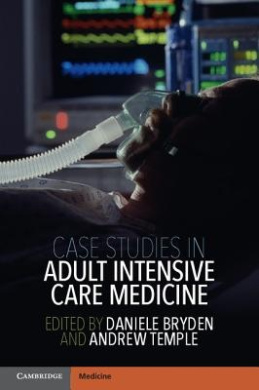 CASE STUDIES IN
ADULT INTENSIVE
CARE MEDICINE
EDITED BY DANIELE BRYDEN
AND ANDREW TEMPLE
CAMBRIDGE Medicine